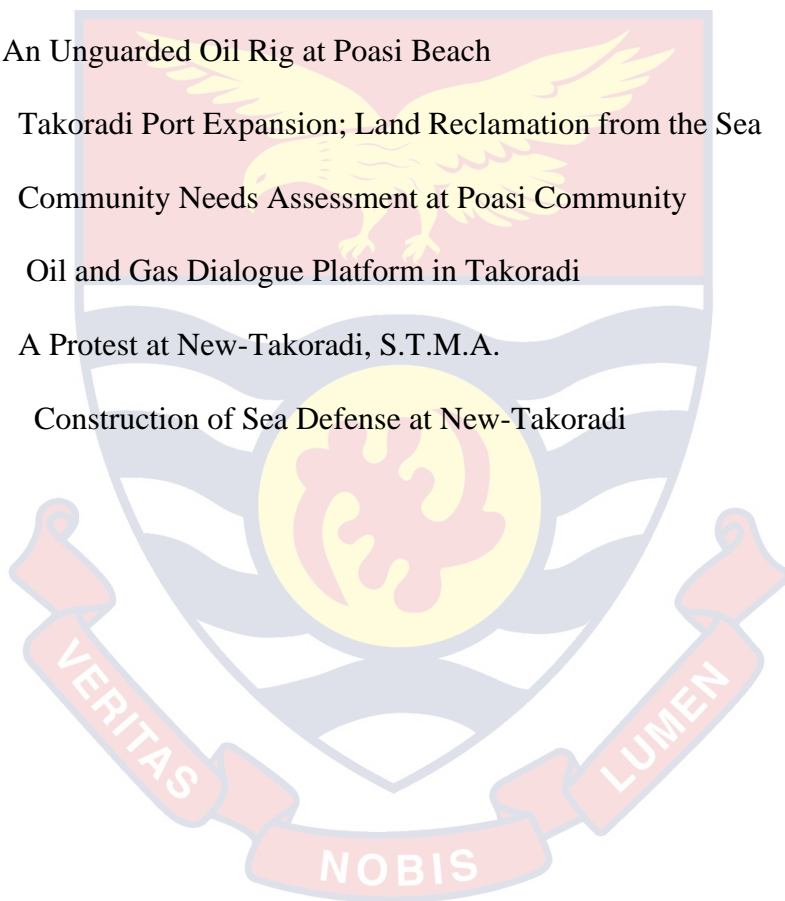 An Unguarded Oil Rig at Poasi Beach
Takoradi Port Expansion; Land Reclamation from the Sea
Community Needs Assessment at Poasi Community
Oil and Gas Dialogue Platform in Takoradi
A Protest at New-Takoradi, S.T.M.A.
Construction of Sea Defense at New-Takoradi
VERITAS
NOBIS
LUMEN